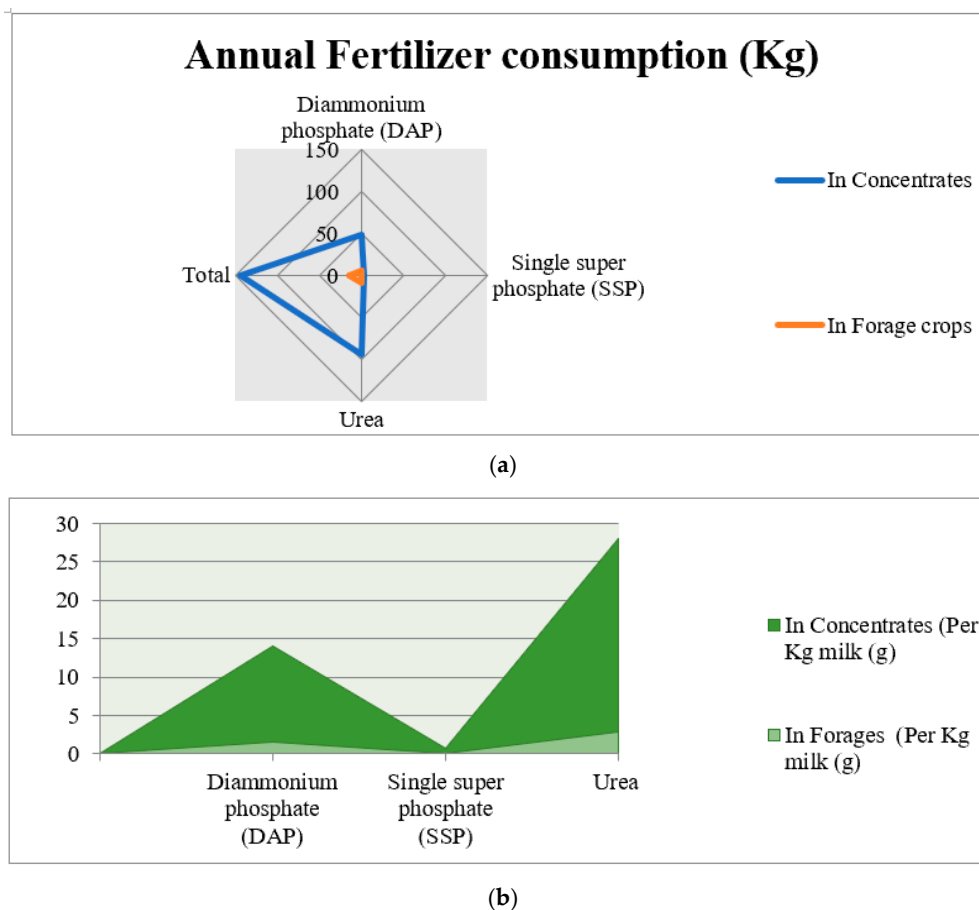 Annual Fertilizer consumption (Kg)
Diammonium
phosphate (DAP)
150
100
50
0
Total
Single super
phosphate (SSP)
Urea
In Concentrates
In Forage crops
(a)
30
25
20
15
10
5
0
Diammonium
phosphate
(DAP)
Single super
phosphate
(SSP)
Urea
In Concentrates (Per
Kg milk (g)
In Forages (Per Kg
milk (g)
(b)